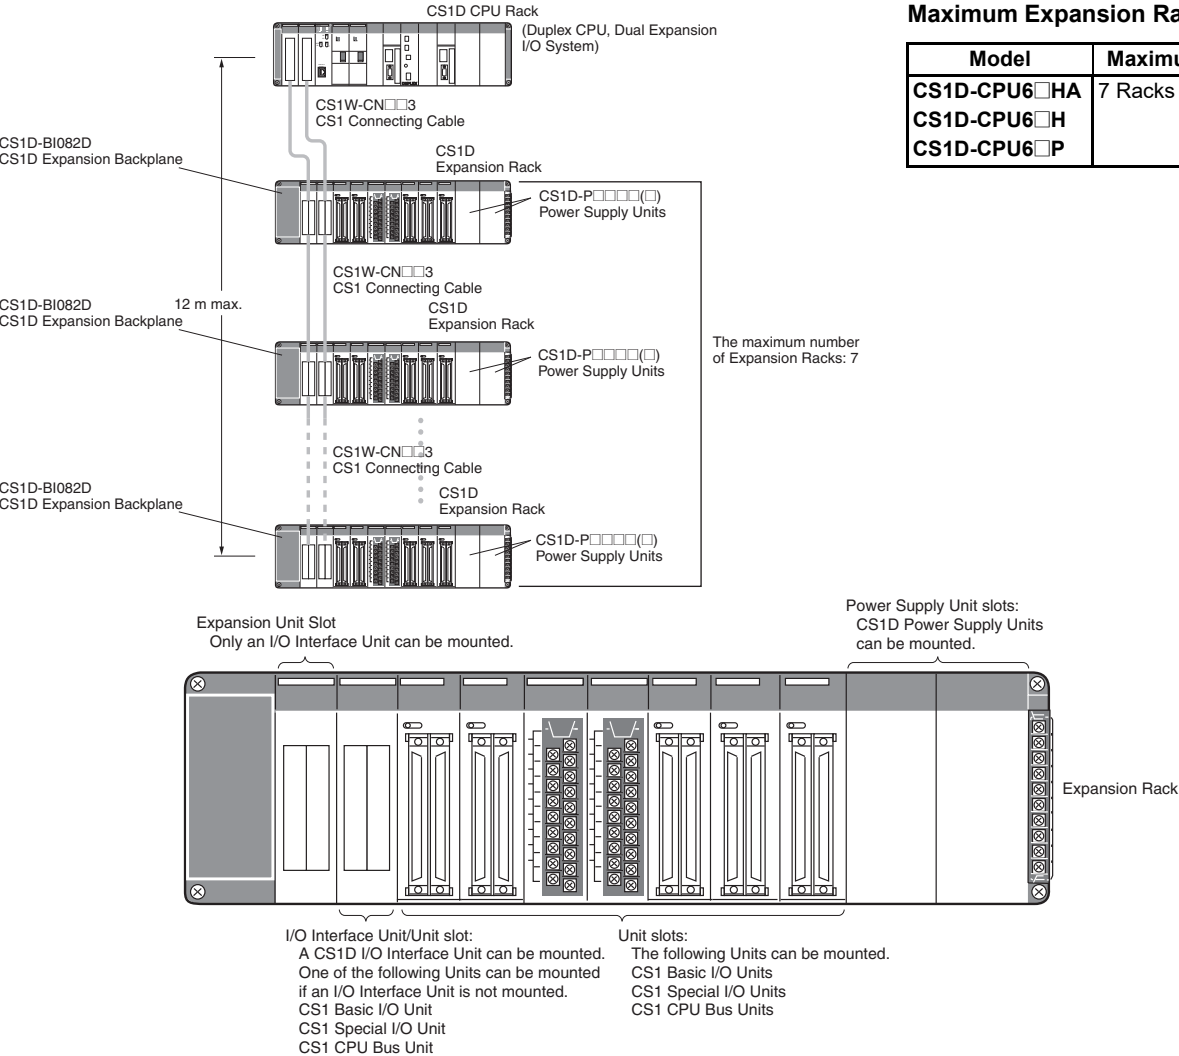 CS1D CPU Rack
(Duplex CPU, Dual Expansion
I/O System)
Maximum Expansion
Model
CS1D-CPU6□HA
7 Racks
CS1D-CPU6□H
CS1D-CPU6□P
CS1W-CN□□3
CS1 Connecting Cable
CS1D-BI082D
CS1D Expansion Backplane
CS1D
Expansion Rack
CS1D-P□□□□(□)
Power Supply Units
CS1W-CN□□3
CS1 Connecting Cable
12 m max.
CS1D-BI082D
CS1D Expansion Backplane
CS1D
Expansion Rack
CS1D-P□□□□(□)
Power Supply Units
The maximum number
of Expansion Racks: 7
CS1W-CN□□3
CS1 Connecting Cable
CS1D-BI082D
CS1D Expansion Backplane
CS1D
Expansion Rack
CS1D-P□□□□(□)
Power Supply Units
Expansion Unit Slot
Only an I/O Interface Unit can be mounted.
Power Supply Unit slots:
CS1D Power Supply Units
can be mounted.
Expansion Rack
I/O Interface Unit/Unit slot:
A CS1D I/O Interface Unit can be mounted.
One of the following Units can be mounted
if an I/O Interface Unit is not mounted.
CS1 Basic I/O Unit
CS1 Special I/O Unit
CS1 CPU Bus Unit
Unit slots:
The following Units can be mounted.
CS1 Basic I/O Units
CS1 Special I/O Units
CS1 CPU Bus Units